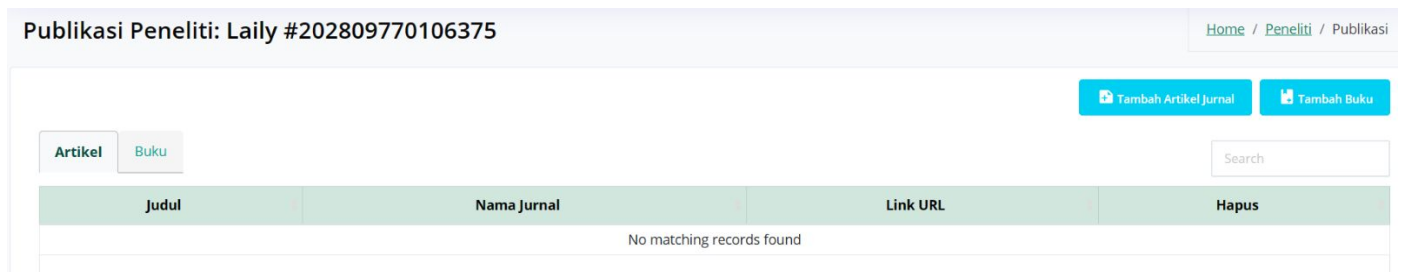 Publikasi Peneliti: Laily #202809770106375
Home / Peneliti / Publikasi
Tambah Artikel Jurnal
Tambah Buku
Artikel
Buku
Search
Judul Nama Jurnal Link URL Hapus
No matching records found